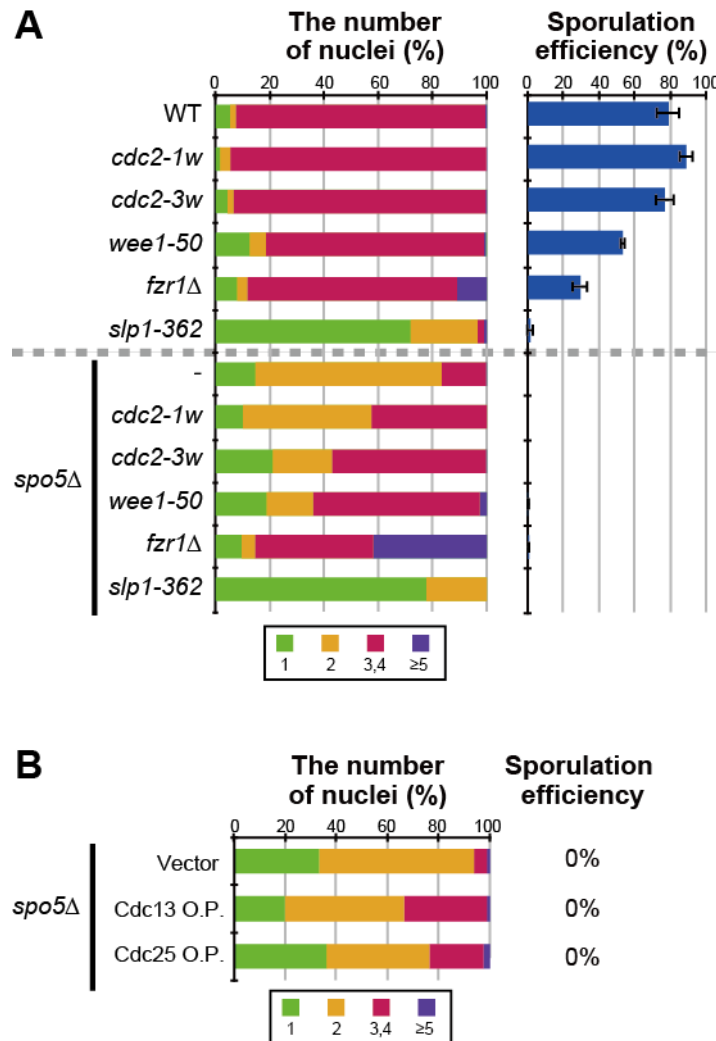 A
The number of nuclei (%)
Sporulation efficiency (%)
0 20 40 60 80 100
0 20 40 60 80 100
WT
cdc2-1w
cdc2-3w
wee1-50
fzr1Δ
slp1-362
spo5Δ
-
cdc2-1w
cdc2-3w
wee1-50
fzr1Δ
slp1-362
1 2 3,4 ≥5
B
The number of nuclei (%)
Sporulation efficiency
0 20 40 60 80 100
spo5Δ
Vector 0%
Cdc13 O.P. 0%
Cdc25 O.P. 0%
1 2 3,4 ≥5